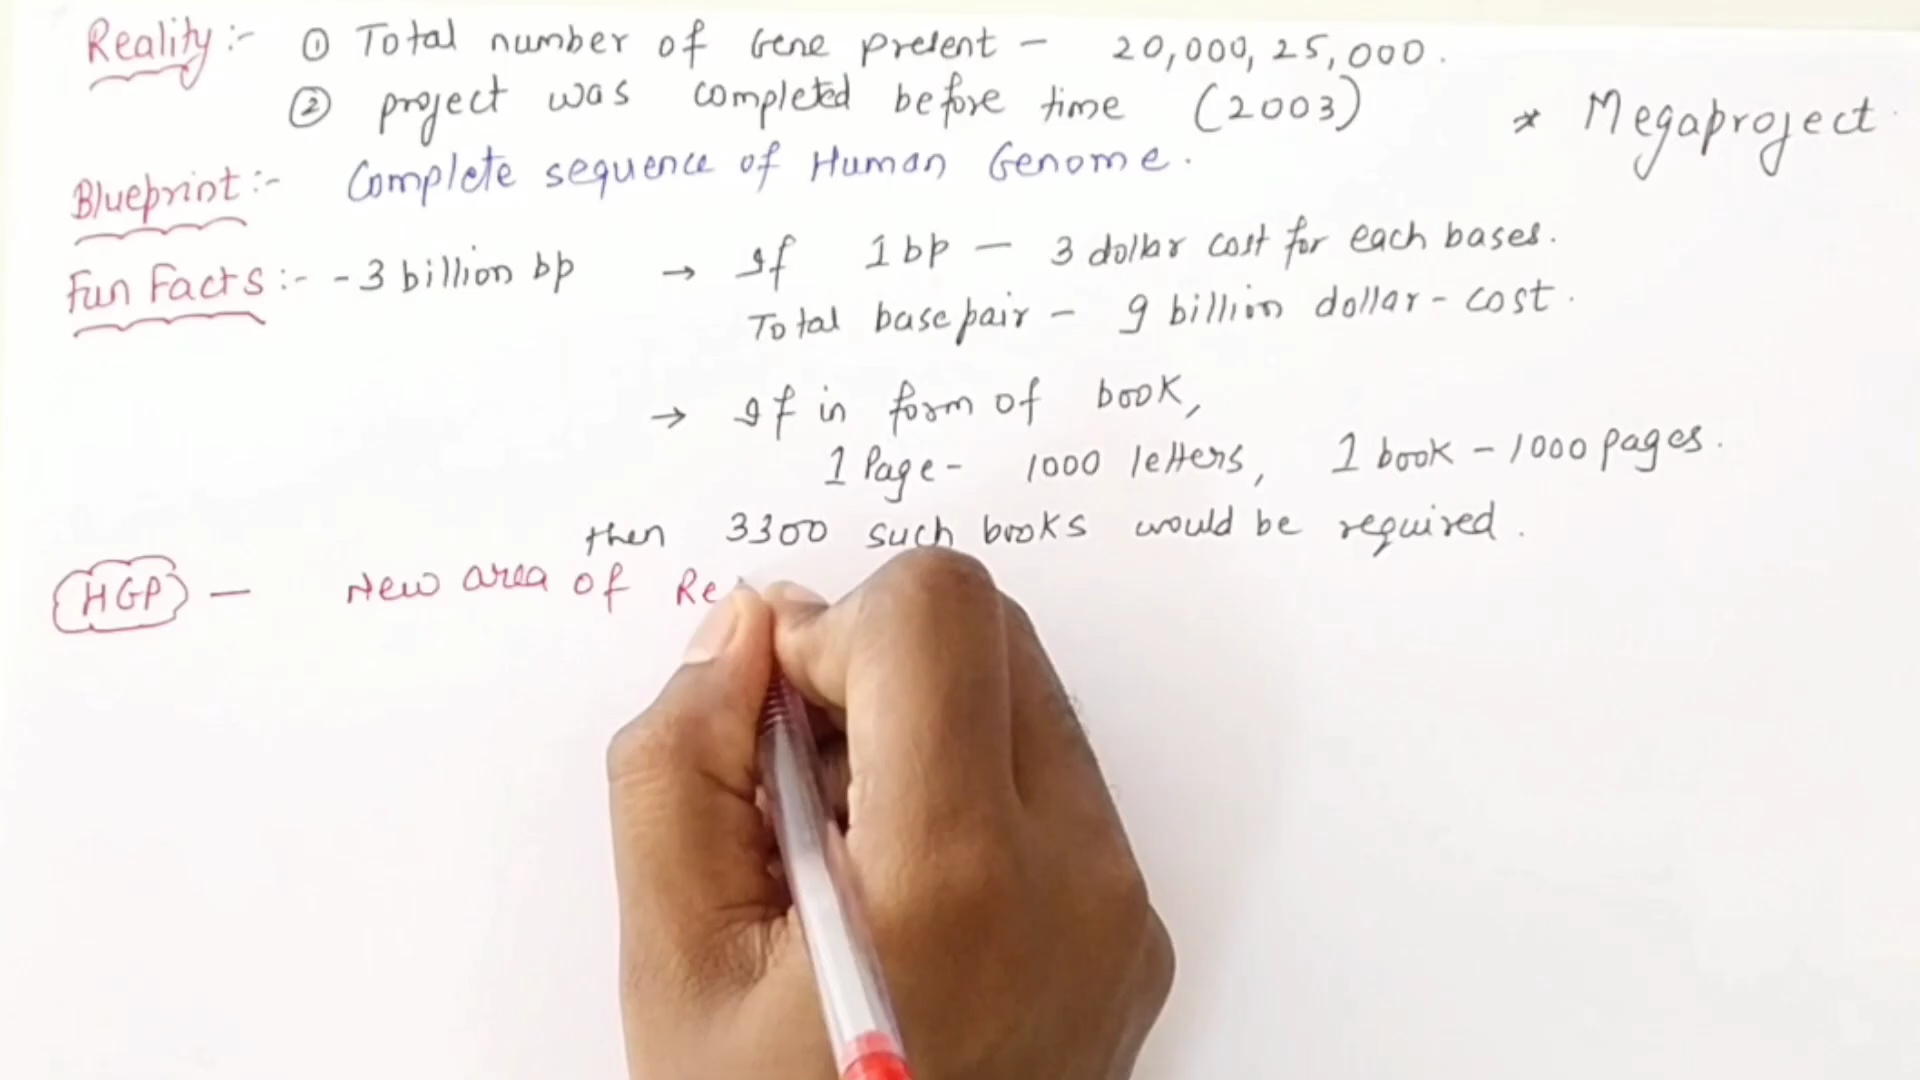 Reality :- ① Total number of Gene present - 20,000, 25,000.
② project was completed before time (2003)
* Megaproject
Blueprint :- Complete sequence of Human Genome.
Fun Facts :- - 3 billion bp → If 1 bp - 3 dollar cost for each bases.
Total base pair - 9 billion dollar - cost.
→ If in form of book,
1 Page - 1000 letters, 1 book - 1000 pages.
then 3300 such books would be required.
HGP - New area of Re